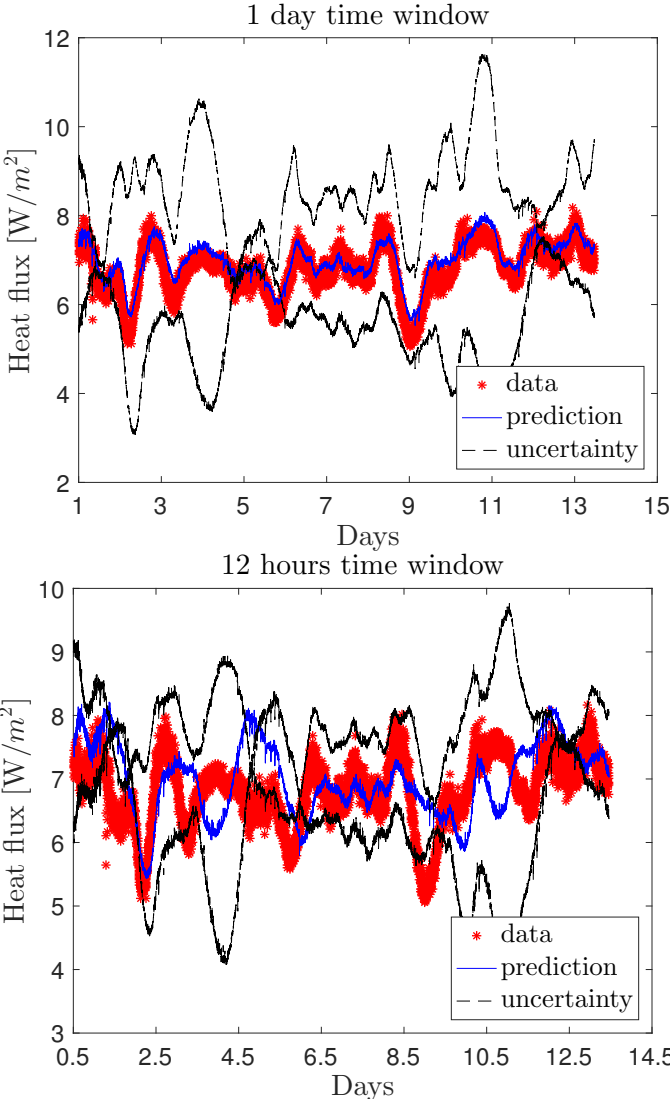 1 day time window
12
10
8
6
4
2
Heat flux [W/m²]
data
prediction
uncertainty
1 3 5 7 9 11 13 15
Days
12 hours time window
10
9
8
7
6
5
4
3
Heat flux [W/m²]
data
prediction
uncertainty
0.5 2.5 4.5 6.5 8.5 10.5 12.5 14.5
Days